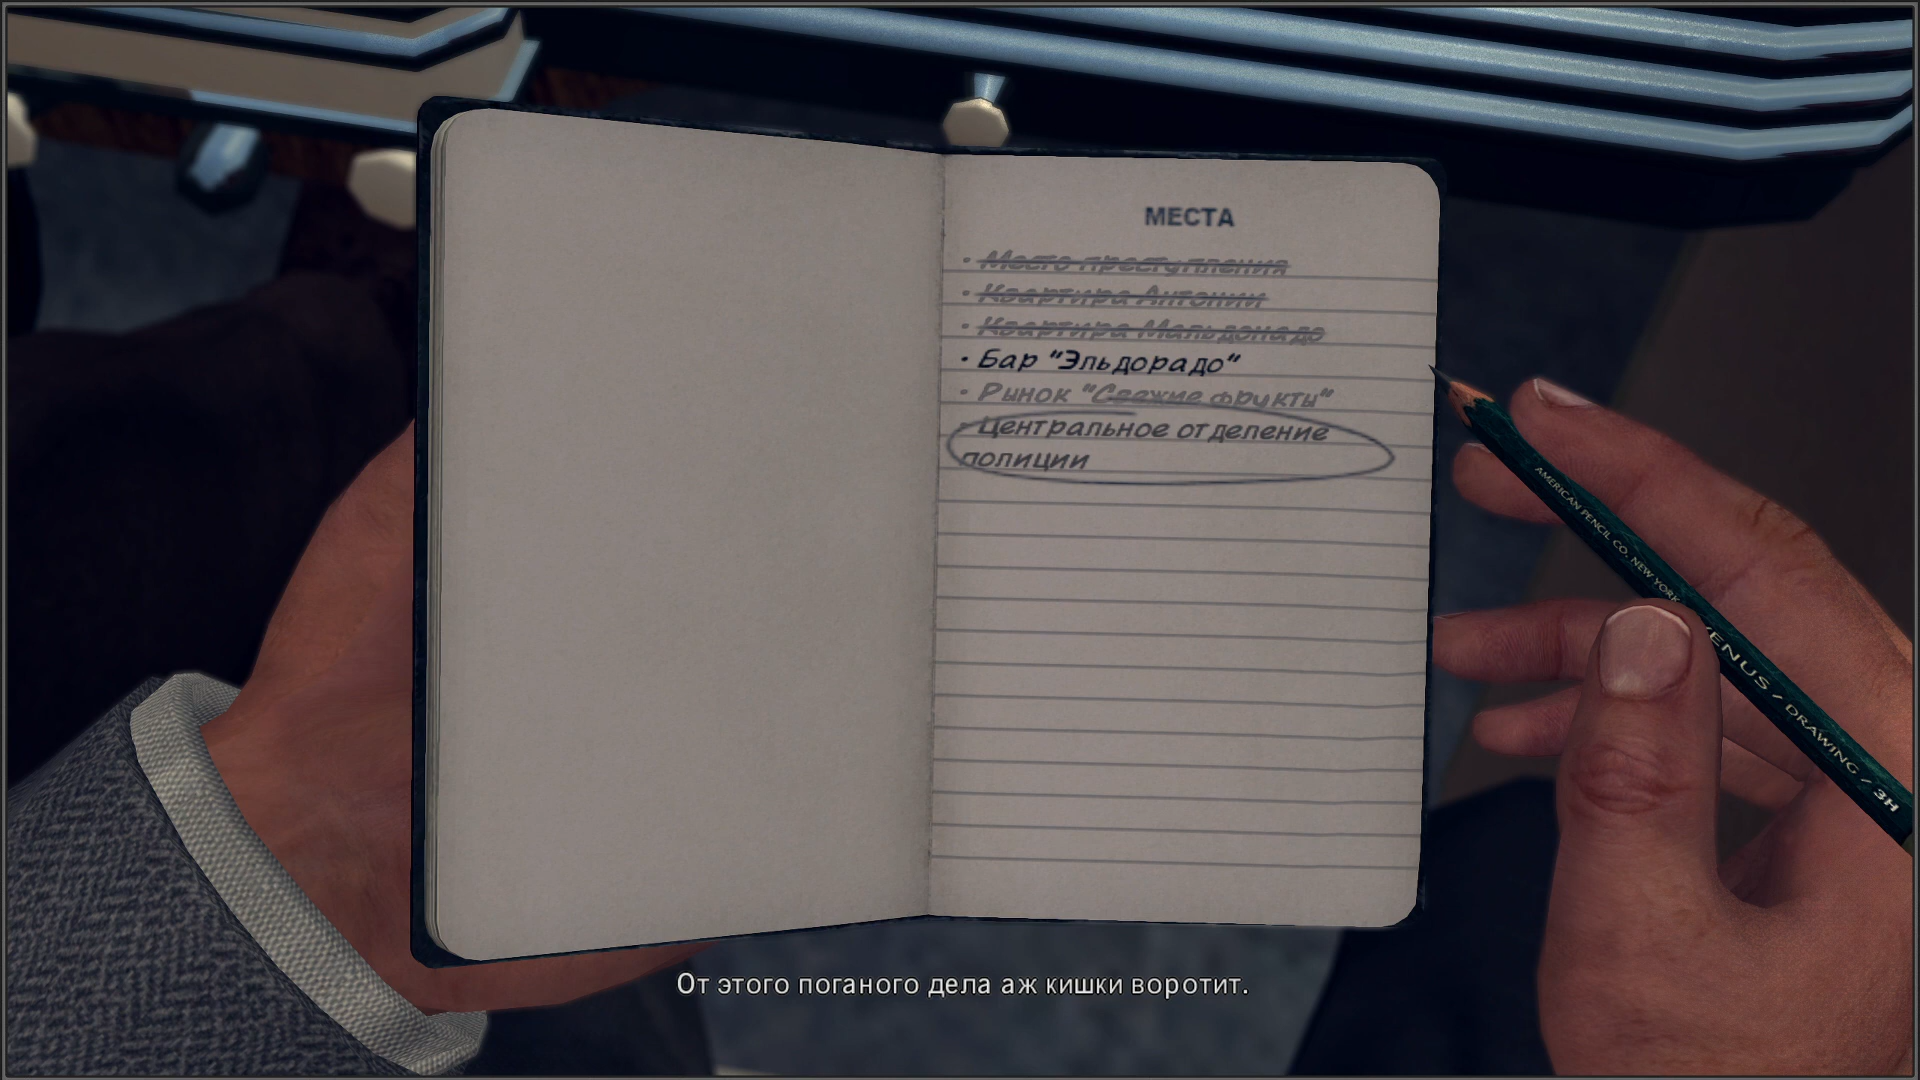 МЕСТА
· Место преступления
· Квартира Антонии
· Квартира Мальдонадо
· Бар "Эльдорадо"
· Рынок "Свежие фрукты"
· Центральное отделение
полиции
AMERICAN PENCIL CO. NEW YORK
VENUS / DRAWING / 3H
От этого поганого дела аж кишки воротит.